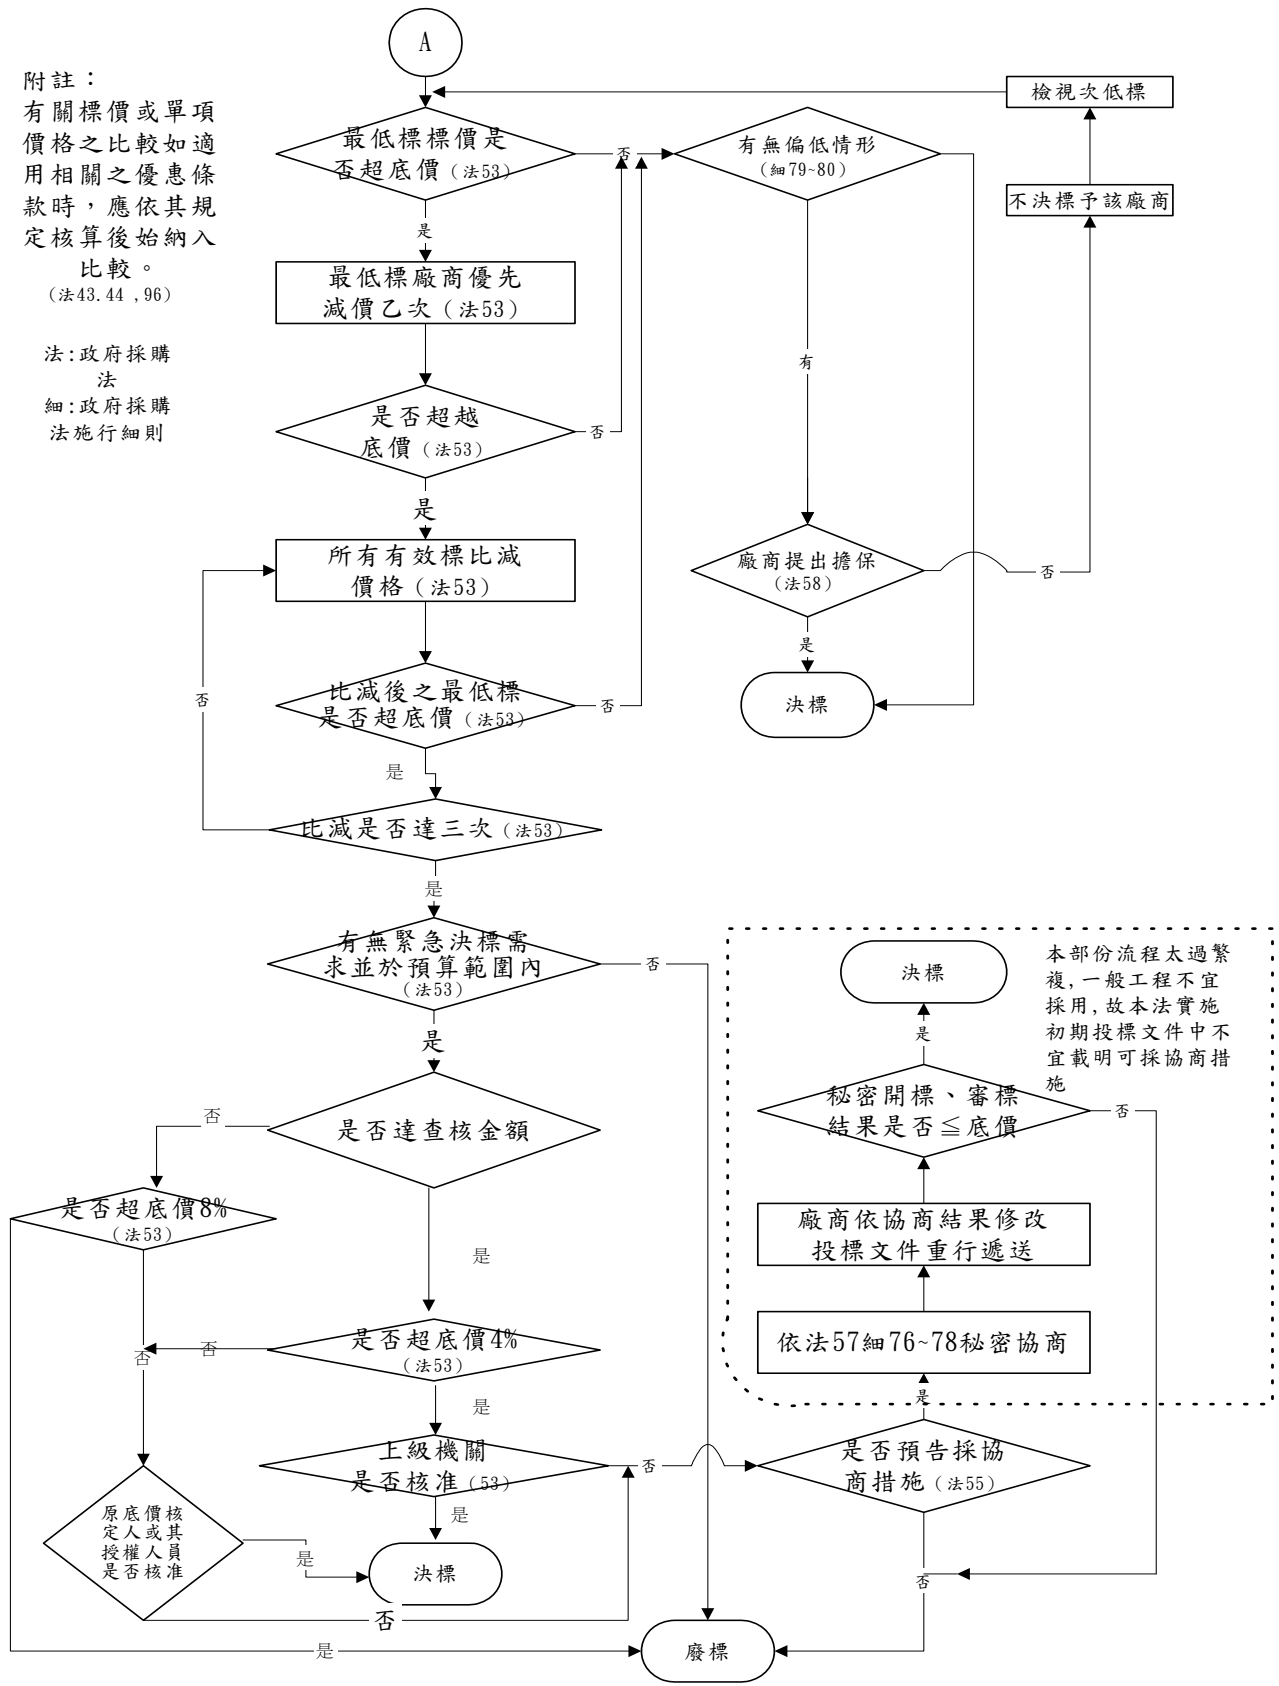 A
附註：
有關標價或單項
價格之比較如適
用相關之優惠條
款時，應依其規
定核算後始納入
比較。
(法43.44 ,96)
法:政府採購
法
細:政府採購
法施行細則
檢視次低標
最低標標價是
否超底價(法53)
否
有無偏低情形
(細79~80)
不決標予該廠商
是
最低標廠商優先
減價乙次(法53)
有
是否超越
底價(法53)
否
是
所有有效標比減
價格(法53)
廠商提出擔保
(法58)
否
是
否
比減後之最低標
是否超底價(法53)
否
決標
是
比減是否達三次(法53)
是
有無緊急決標需
求並於預算範圍內
(法53)
否
決標
本部份流程太過繁
複,一般工程不宜
採用,故本法實施
初期投標文件中不
宜載明可採協商措
施
是
是
秘密開標、審標
結果是否≦底價
否
否
是否達查核金額
是否超底價8%
(法53)
廠商依協商結果修改
投標文件重行遞送
是
是否超底價4%
(法53)
否
否
依法57細76~78秘密協商
是
是
上級機關
是否核准(53)
否
是否預告採協
商措施(法55)
原底價核
定人或其
授權人員
是否核准
是
是
決標
否
否
是
廢標